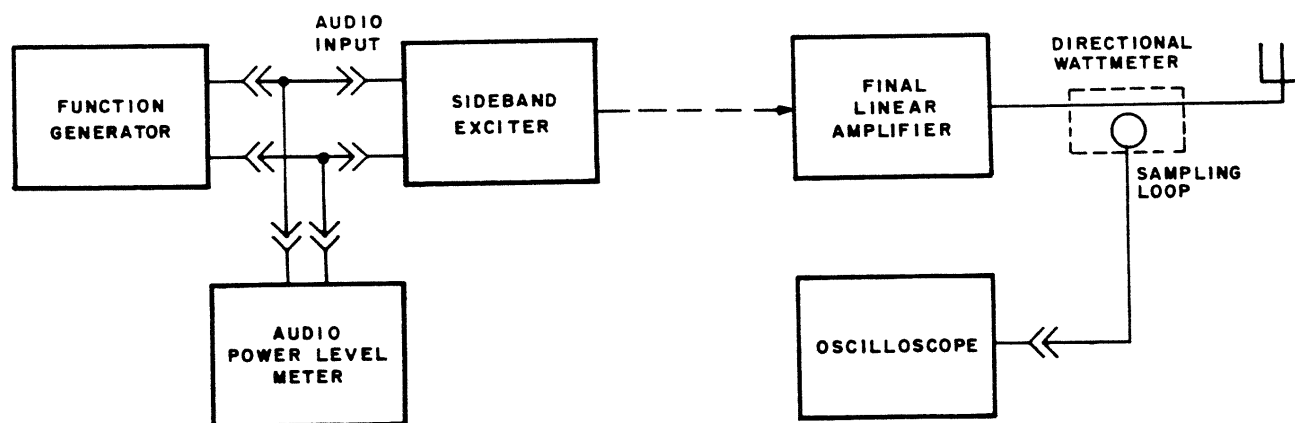 AUDIO
INPUT
FUNCTION
GENERATOR
SIDEBAND
EXCITER
FINAL
LINEAR
AMPLIFIER
DIRECTIONAL
WATTMETER
SAMPLING
LOOP
AUDIO
POWER LEVEL
METER
OSCILLOSCOPE